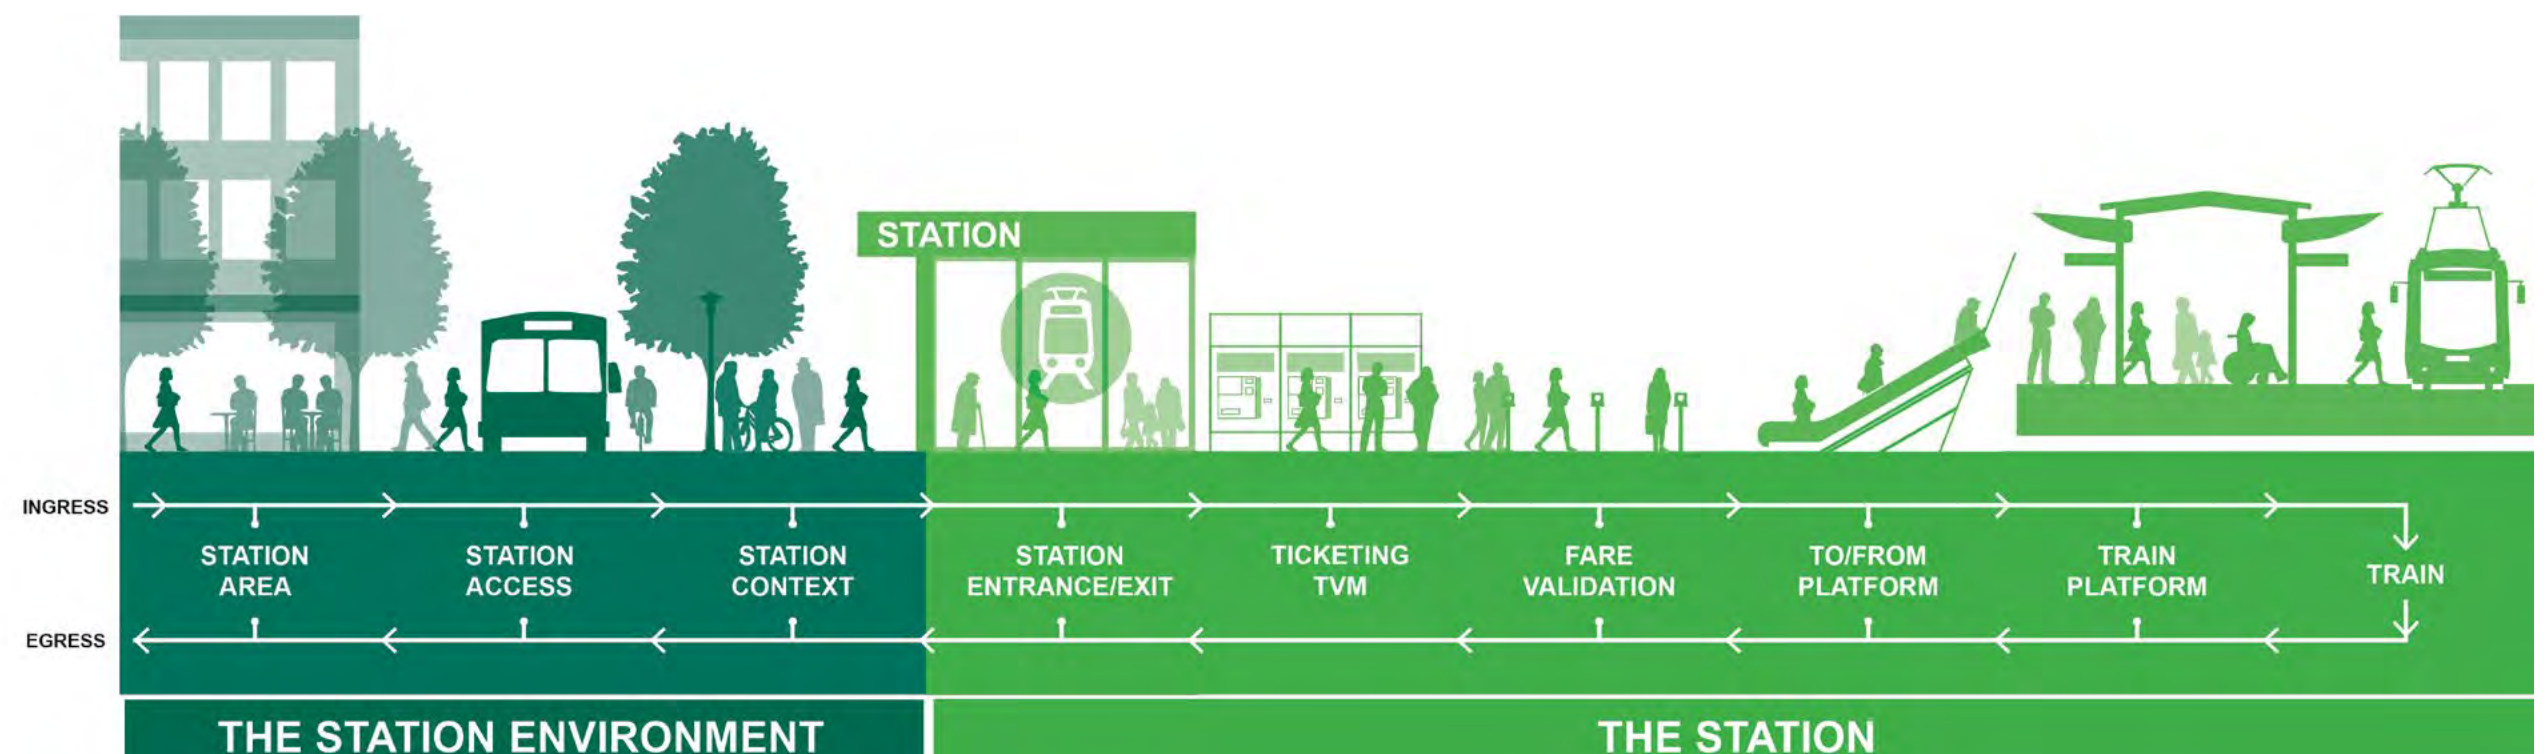 STATION
INGRESS
STATION
AREA
STATION
ACCESS
STATION
CONTEXT
STATION
ENTRANCE/EXIT
TICKETING
TVM
FARE
VALIDATION
TO/FROM
PLATFORM
TRAIN
PLATFORM
TRAIN
EGRESS
THE STATION ENVIRONMENT
THE STATION